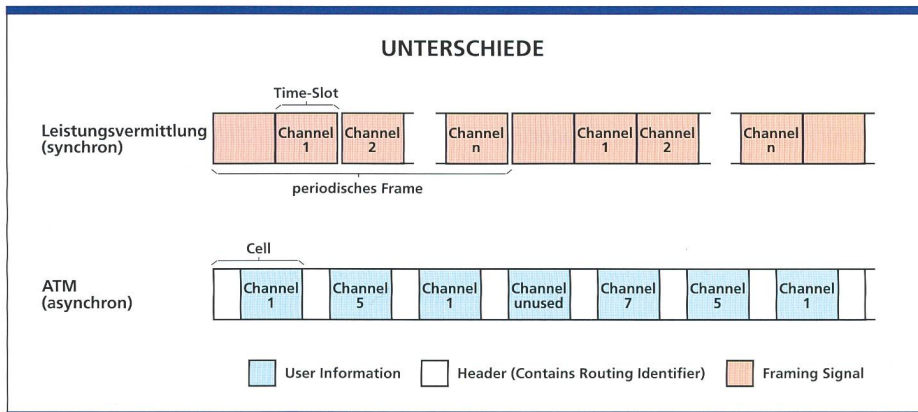 UNTERSCHIEDE
Time-Slot
Leistungsvermittlung
(synchron)
Channel
1
Channel
2
Channel
n
Channel
1
Channel
2
Channel
n
periodisches Frame
Cell
ATM
(asynchron)
Channel
1
Channel
5
Channel
1
Channel
unused
Channel
7
Channel
5
Channel
1
User Information
Header (Contains Routing Identifier)
Framing Signal